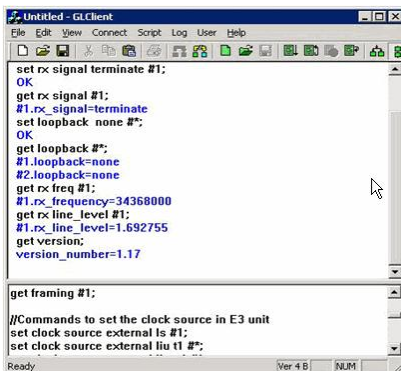 Untitled - GLClient
File Edit View Connect Script Log User Help
set rx signal terminate #1;
OK
get rx signal #1;
#1.rx_signal=terminate
set loopback none #*;
OK
get loopback #*;
#1.loopback=none
#2.loopback=none
get rx freq #1;
#1.rx_frequency=34368000
get rx line_level #1;
#1.rx_line_level=1.692755
get version;
version_number=1.17
get framing #1;
//Commands to set the clock source in E3 unit
set clock source external ls #1;
set clock source external liu t1 #*;
Ready Ver 4 B NUM